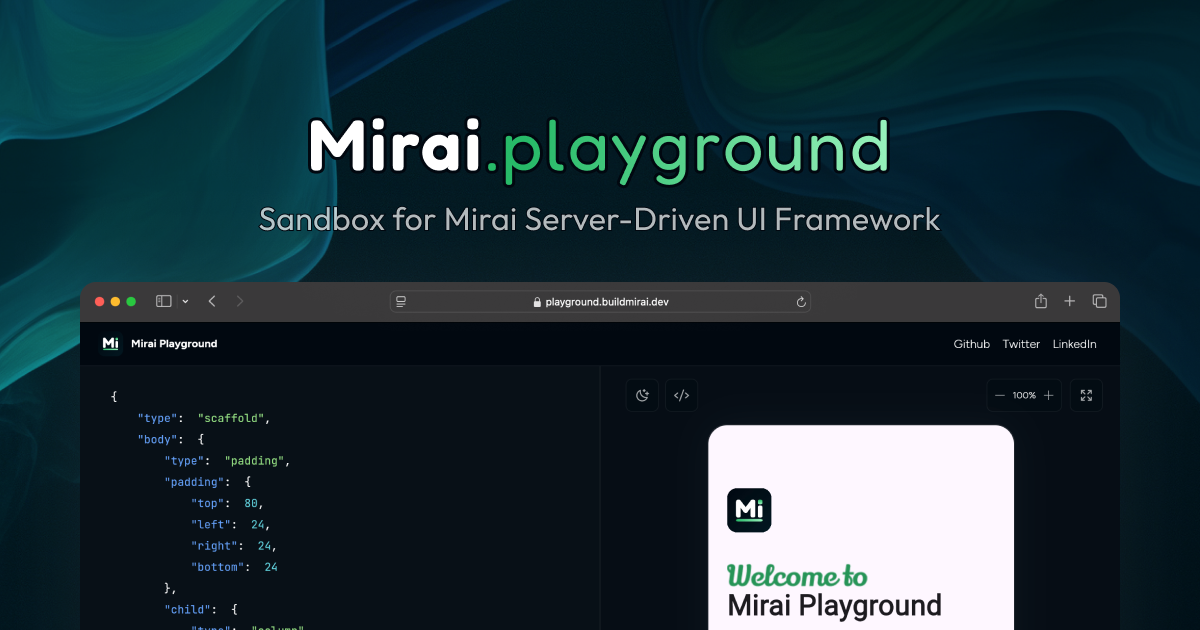 Mirai.playground
Sandbox for Mirai Server-Driven UI Framework
playground.buildmirai.dev
Mi Mirai Playground
Github Twitter LinkedIn
{
"type": "scaffold",
"body": {
"type": "padding",
"padding": {
"top": 80,
"left": 24,
"right": 24,
"bottom": 24
},
"child": {
"type": "column"
</> 100%
Mi
Welcome to
Mirai Playground